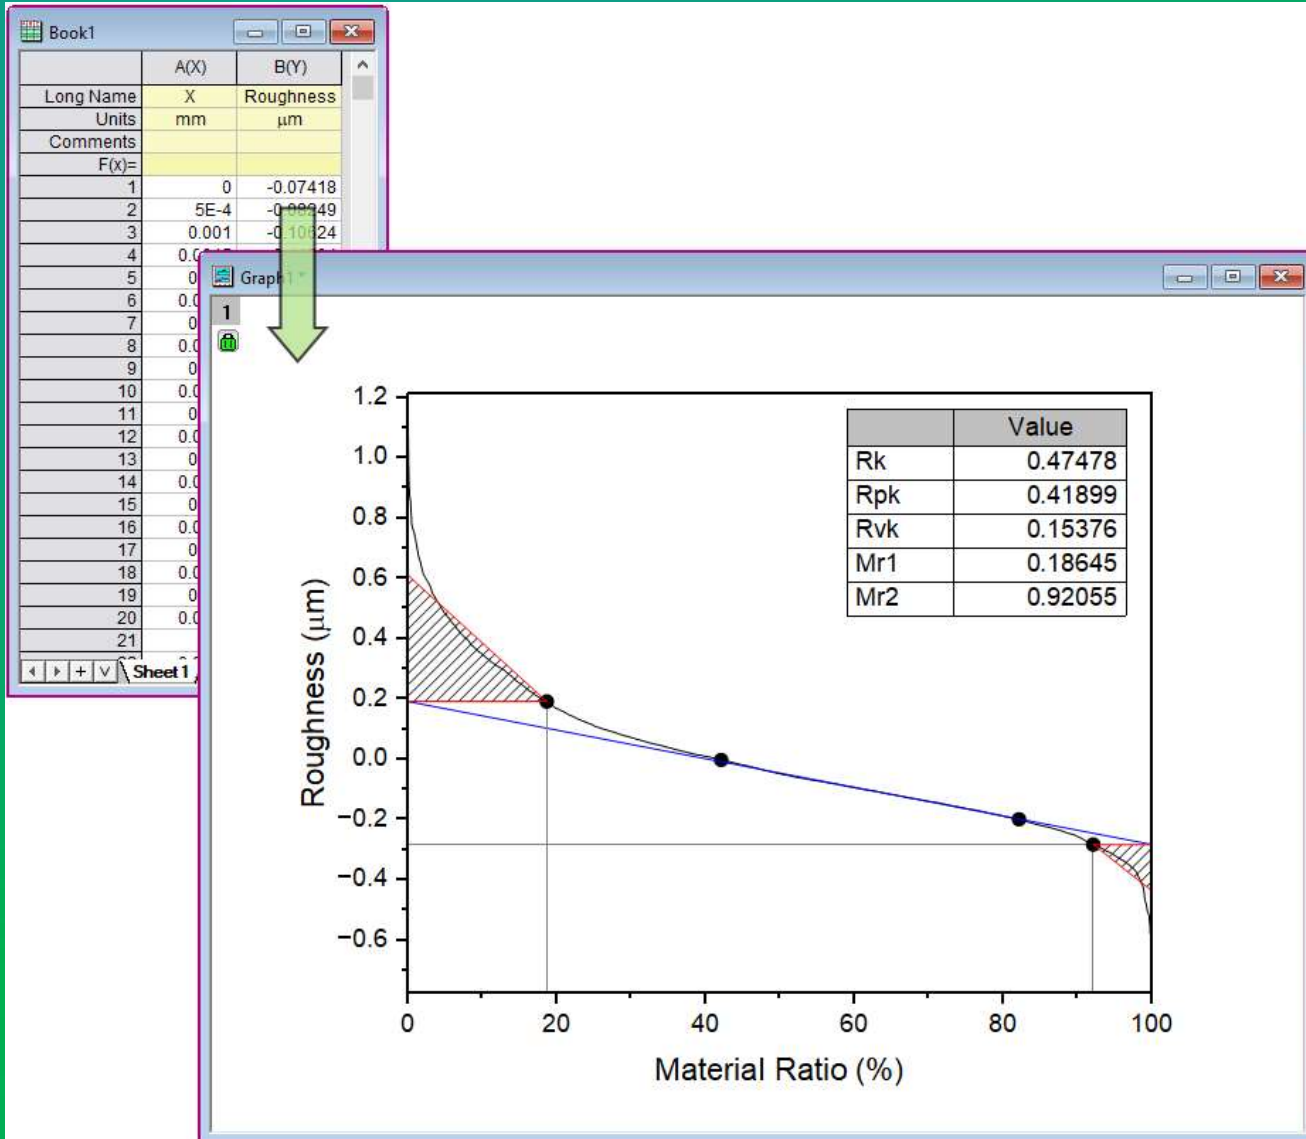 Book1
A(X) B(Y)
Long Name X Roughness
Units mm μm
Comments
F(x)=
1 0 -0.07418
2 5E-4
3 0.001
4
5
6
7
8
9
10
11
12
13
14
15
16
17
18
19
20
21
Sheet1
Graph1 *
1
Value
Rk 0.47478
Rpk 0.41899
Rvk 0.15376
Mr1 0.18645
Mr2 0.92055
1.2
1.0
0.8
0.6
0.4
0.2
0.0
−0.2
−0.4
−0.6
Roughness (μm)
0 20 40 60 80 100
Material Ratio (%)